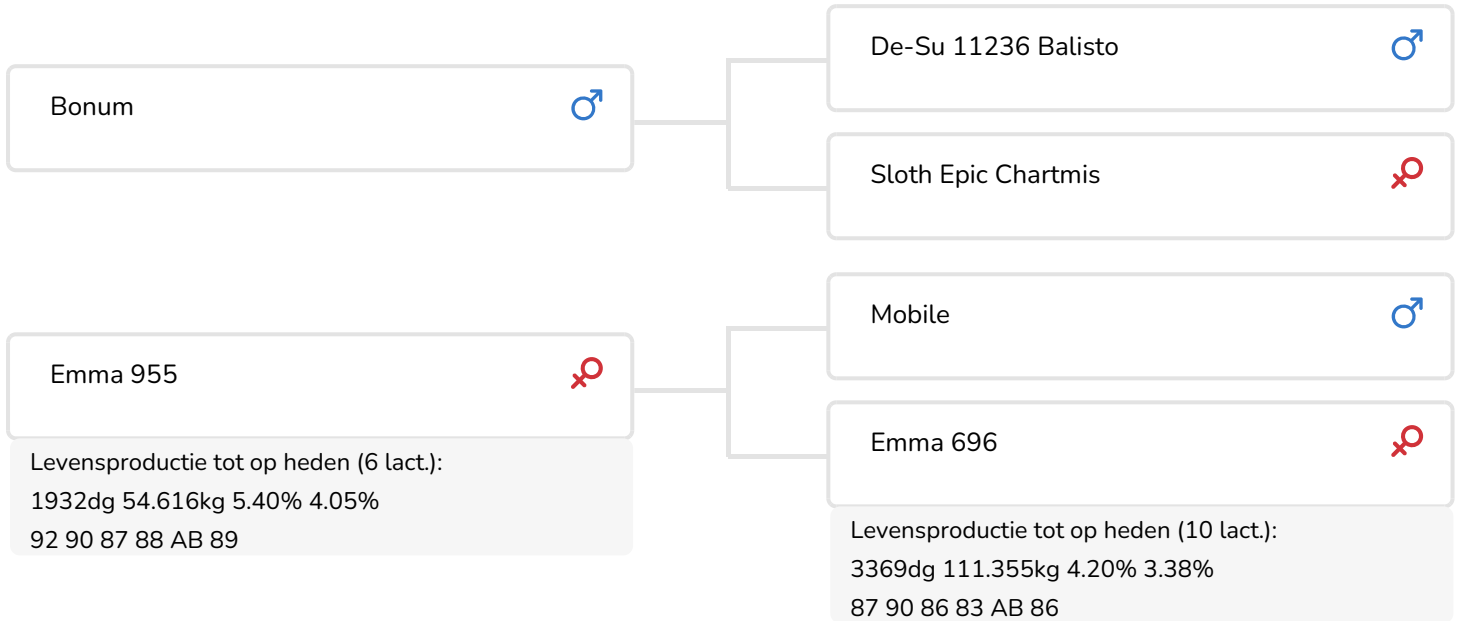 Bonum
De-Su 11236 Balisto
Sloth Epic Chartmis
Emma 955
Levensproductie tot op heden (6 lact.):
1932dg 54.616kg 5.40% 4.05%
92 90 87 88 AB 89
Mobile
Emma 696
Levensproductie tot op heden (10 lact.):
3369dg 111.355kg 4.20% 3.38%
87 90 86 83 AB 86